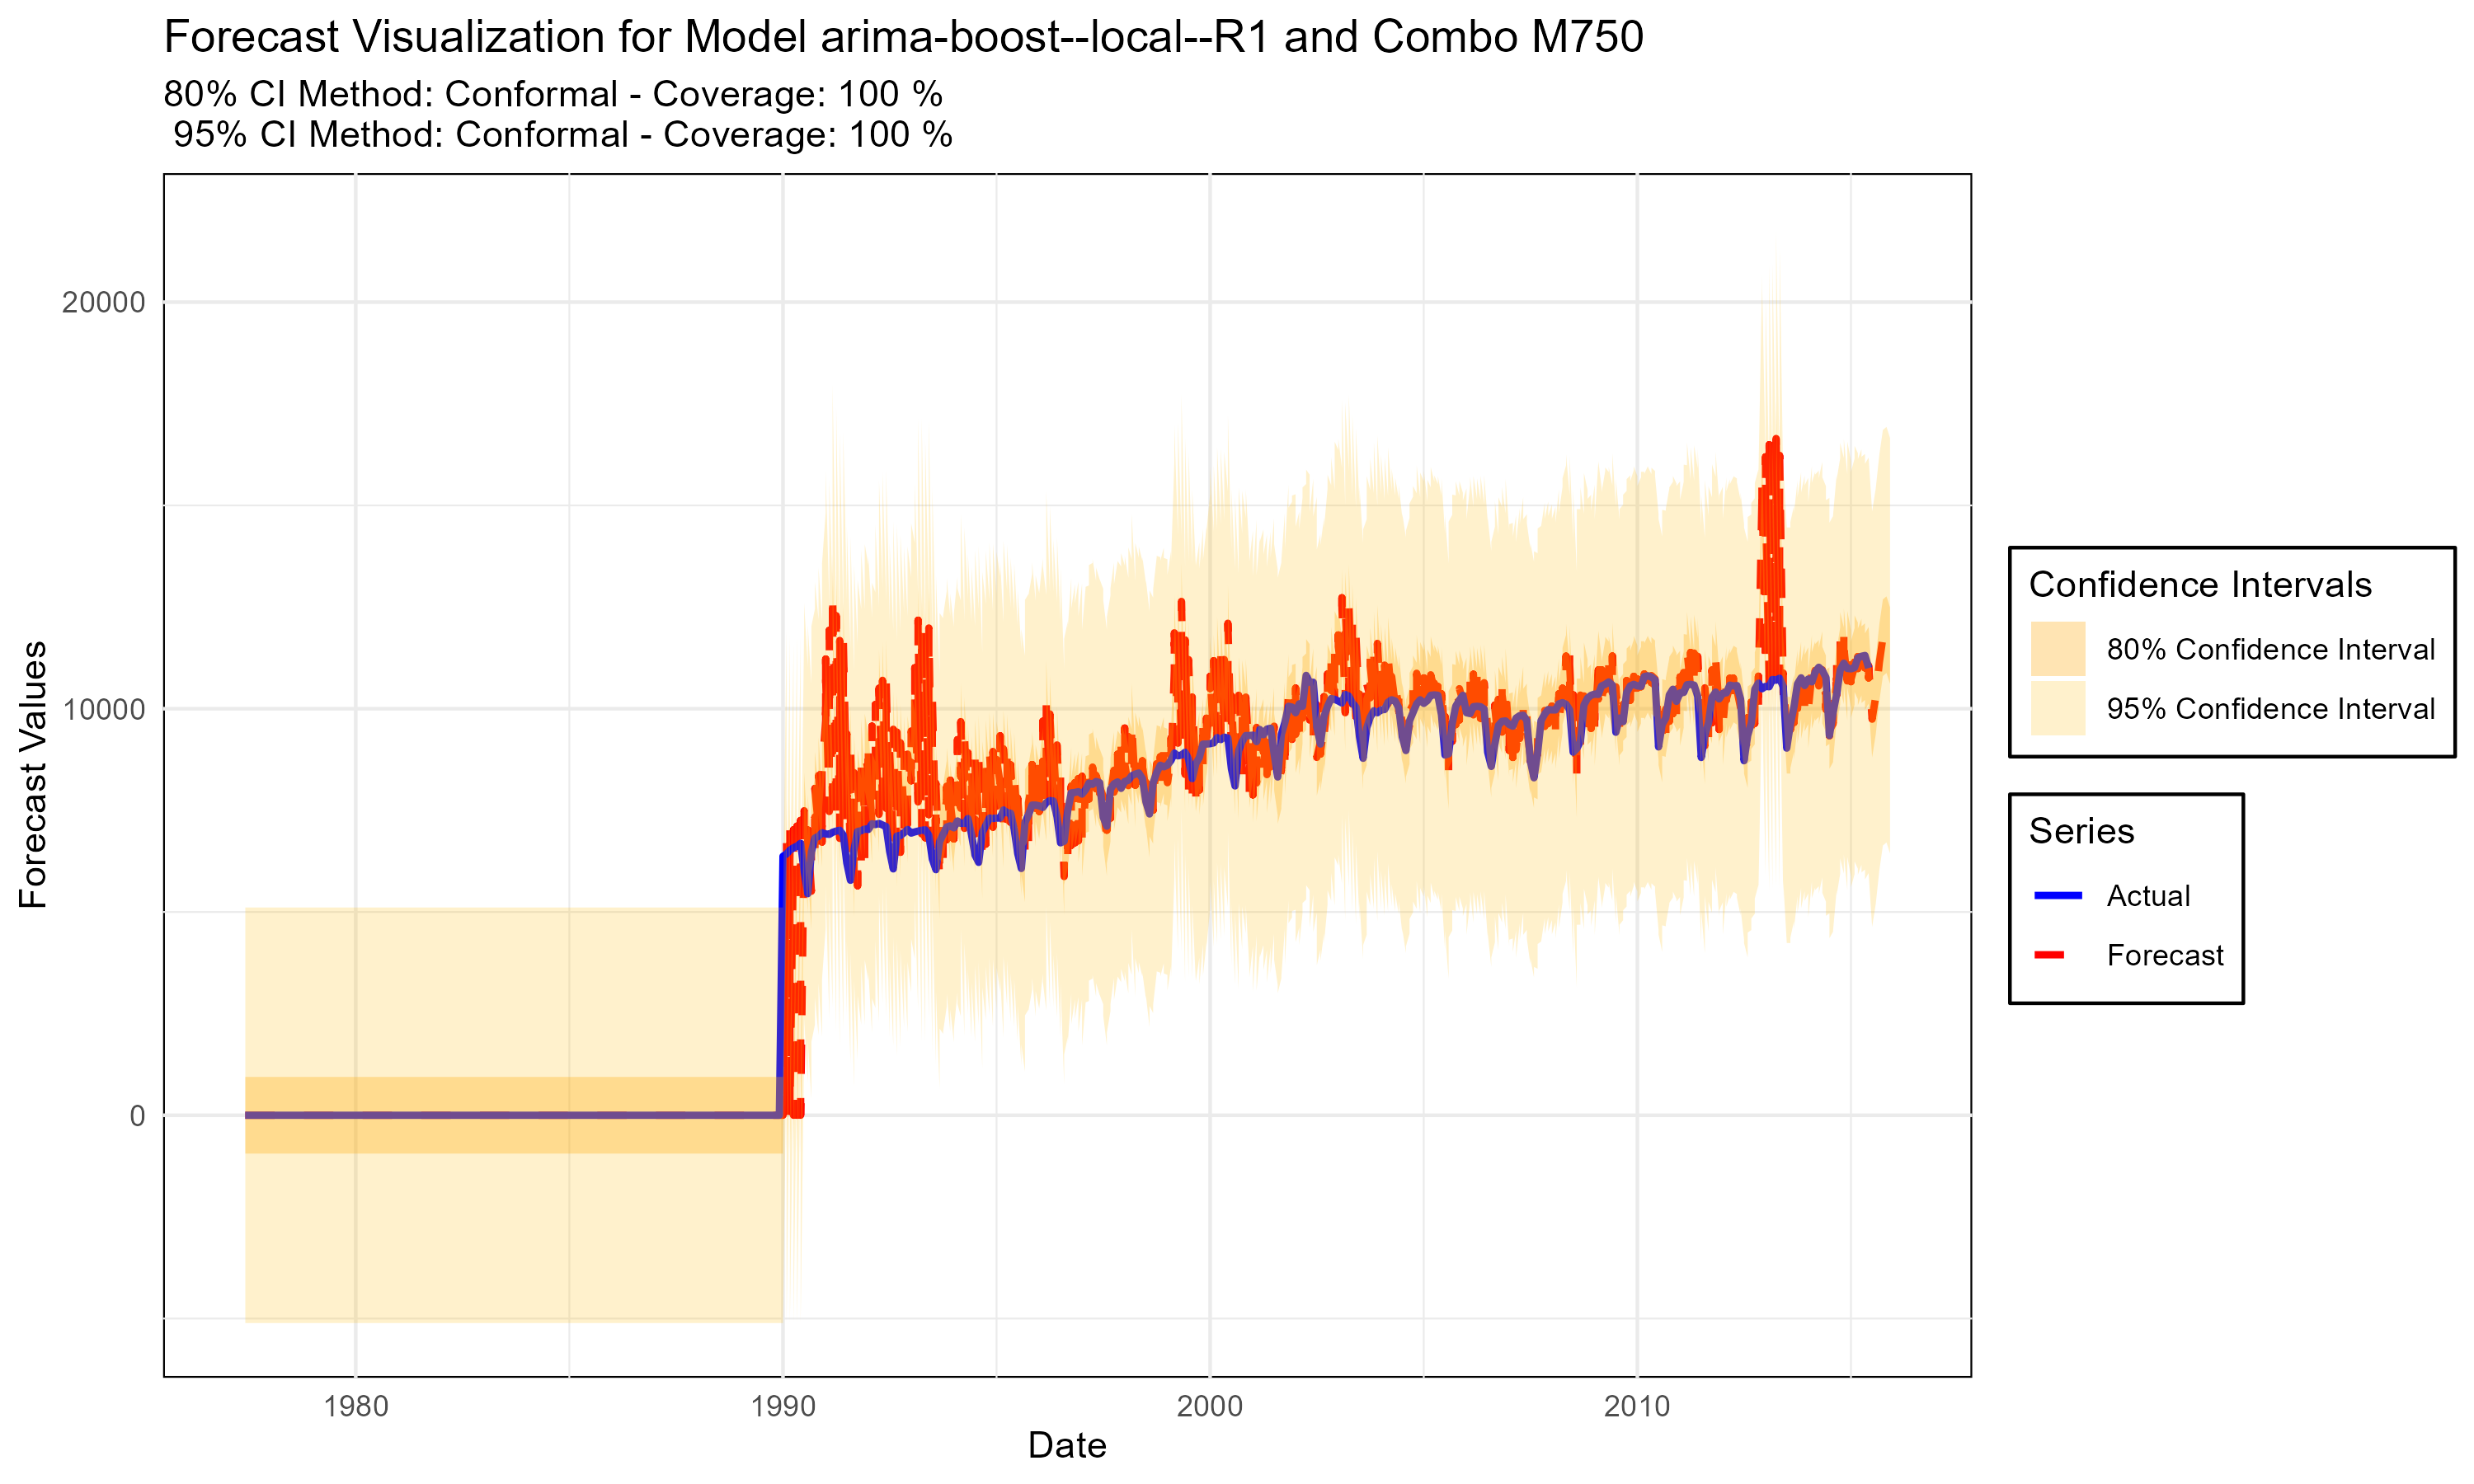 Forecast Visualization for Model arima-boost--local--R1 and Combo M750
80% CI Method: Conformal - Coverage: 100 %
95% CI Method: Conformal - Coverage: 100 %
Forecast Values
20000
10000
0
1980
1990
2000
2010
Date
Confidence Intervals
80% Confidence Interval
95% Confidence Interval
Series
Actual
Forecast